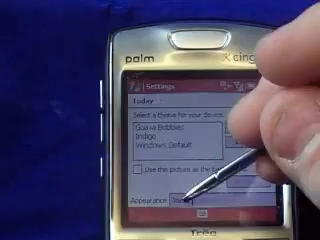 palm
cing
Settings
Today
Select a theme for your device:
Guava Bubbles
Indigo
Windows Default
Use this picture as the
Appearance
Treo